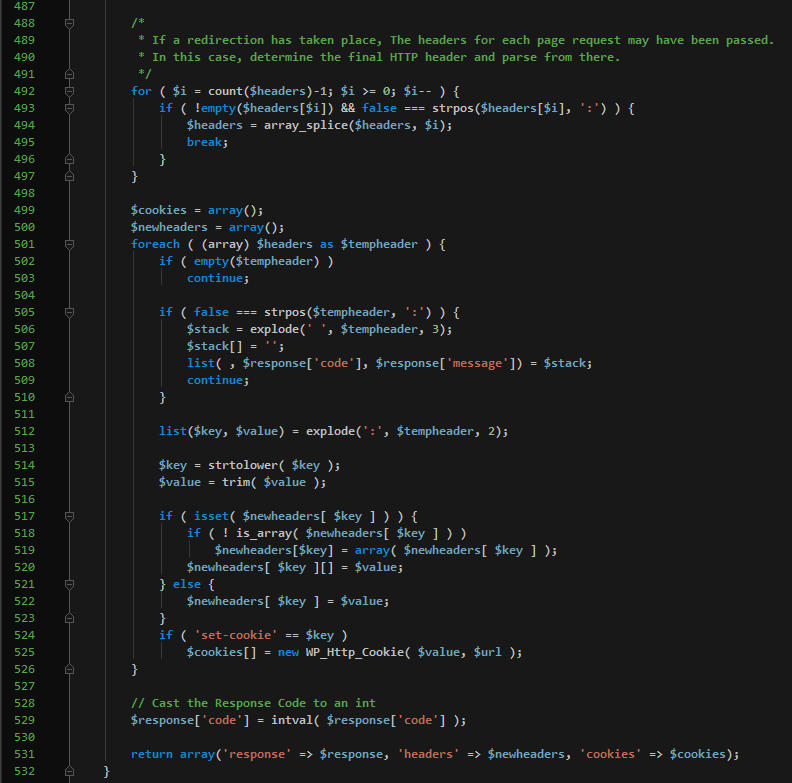 487
488 /*
489 * If a redirection has taken place, The headers for each page request may have been passed.
490 * In this case, determine the final HTTP header and parse from there.
491 */
492 for ( $i = count($headers)-1; $i >= 0; $i-- ) {
493 if ( !empty($headers[$i]) && false === strpos($headers[$i], ':') ) {
494 $headers = array_splice($headers, $i);
495 break;
496 }
497 }
498
499 $cookies = array();
500 $newheaders = array();
501 foreach ( (array) $headers as $tempheader ) {
502 if ( empty($tempheader) )
503 continue;
504
505 if ( false === strpos($tempheader, ':') ) {
506 $stack = explode(' ', $tempheader, 3);
507 $stack[] = '';
508 list( , $response['code'], $response['message']) = $stack;
509 continue;
510 }
511
512 list($key, $value) = explode(':', $tempheader, 2);
513
514 $key = strtolower( $key );
515 $value = trim( $value );
516
517 if ( isset( $newheaders[ $key ] ) ) {
518 if ( ! is_array( $newheaders[ $key ] ) )
519 $newheaders[$key] = array( $newheaders[ $key ] );
520 $newheaders[ $key ][] = $value;
521 } else {
522 $newheaders[ $key ] = $value;
523 }
524 if ( 'set-cookie' == $key )
525 $cookies[] = new WP_Http_Cookie( $value, $url );
526 }
527
528 // Cast the Response Code to an int
529 $response['code'] = intval( $response['code'] );
530
531 return array('response' => $response, 'headers' => $newheaders, 'cookies' => $cookies);
532 }